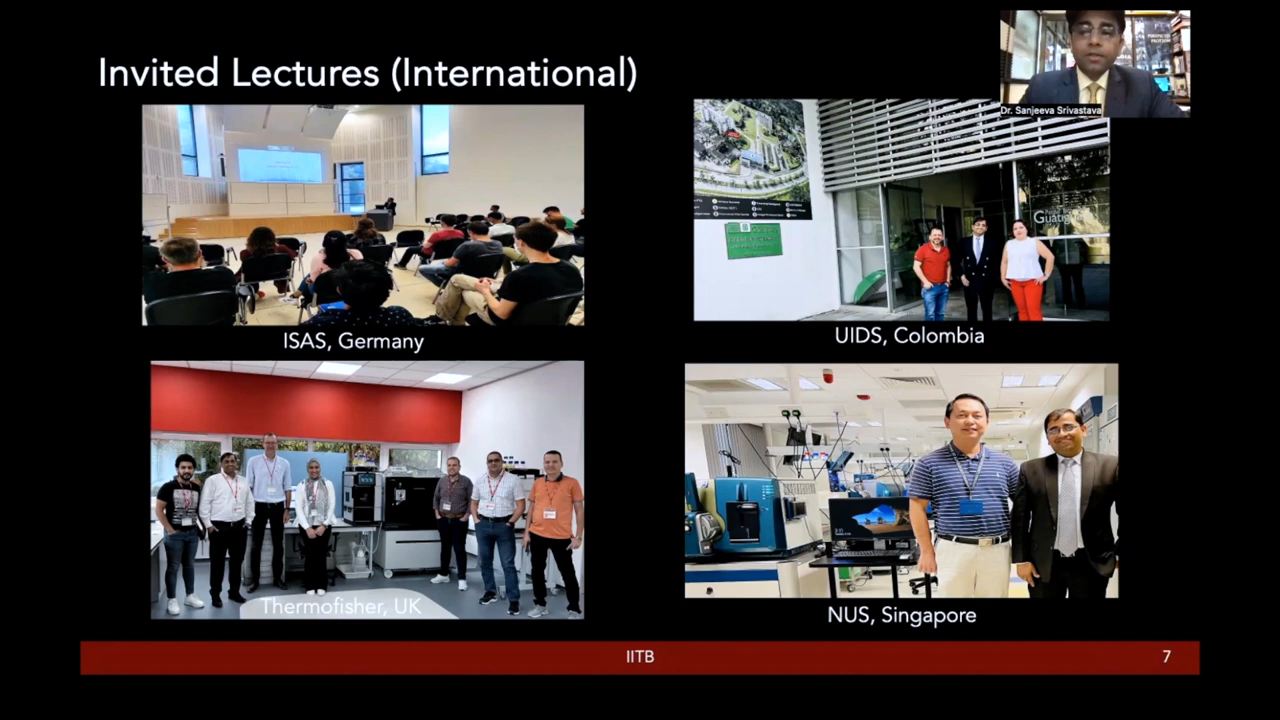 Invited Lectures (International)
Dr. Sanjeeva Srivastava
ISAS, Germany
UIDS, Colombia
Thermofisher, UK
NUS, Singapore
IITB
7